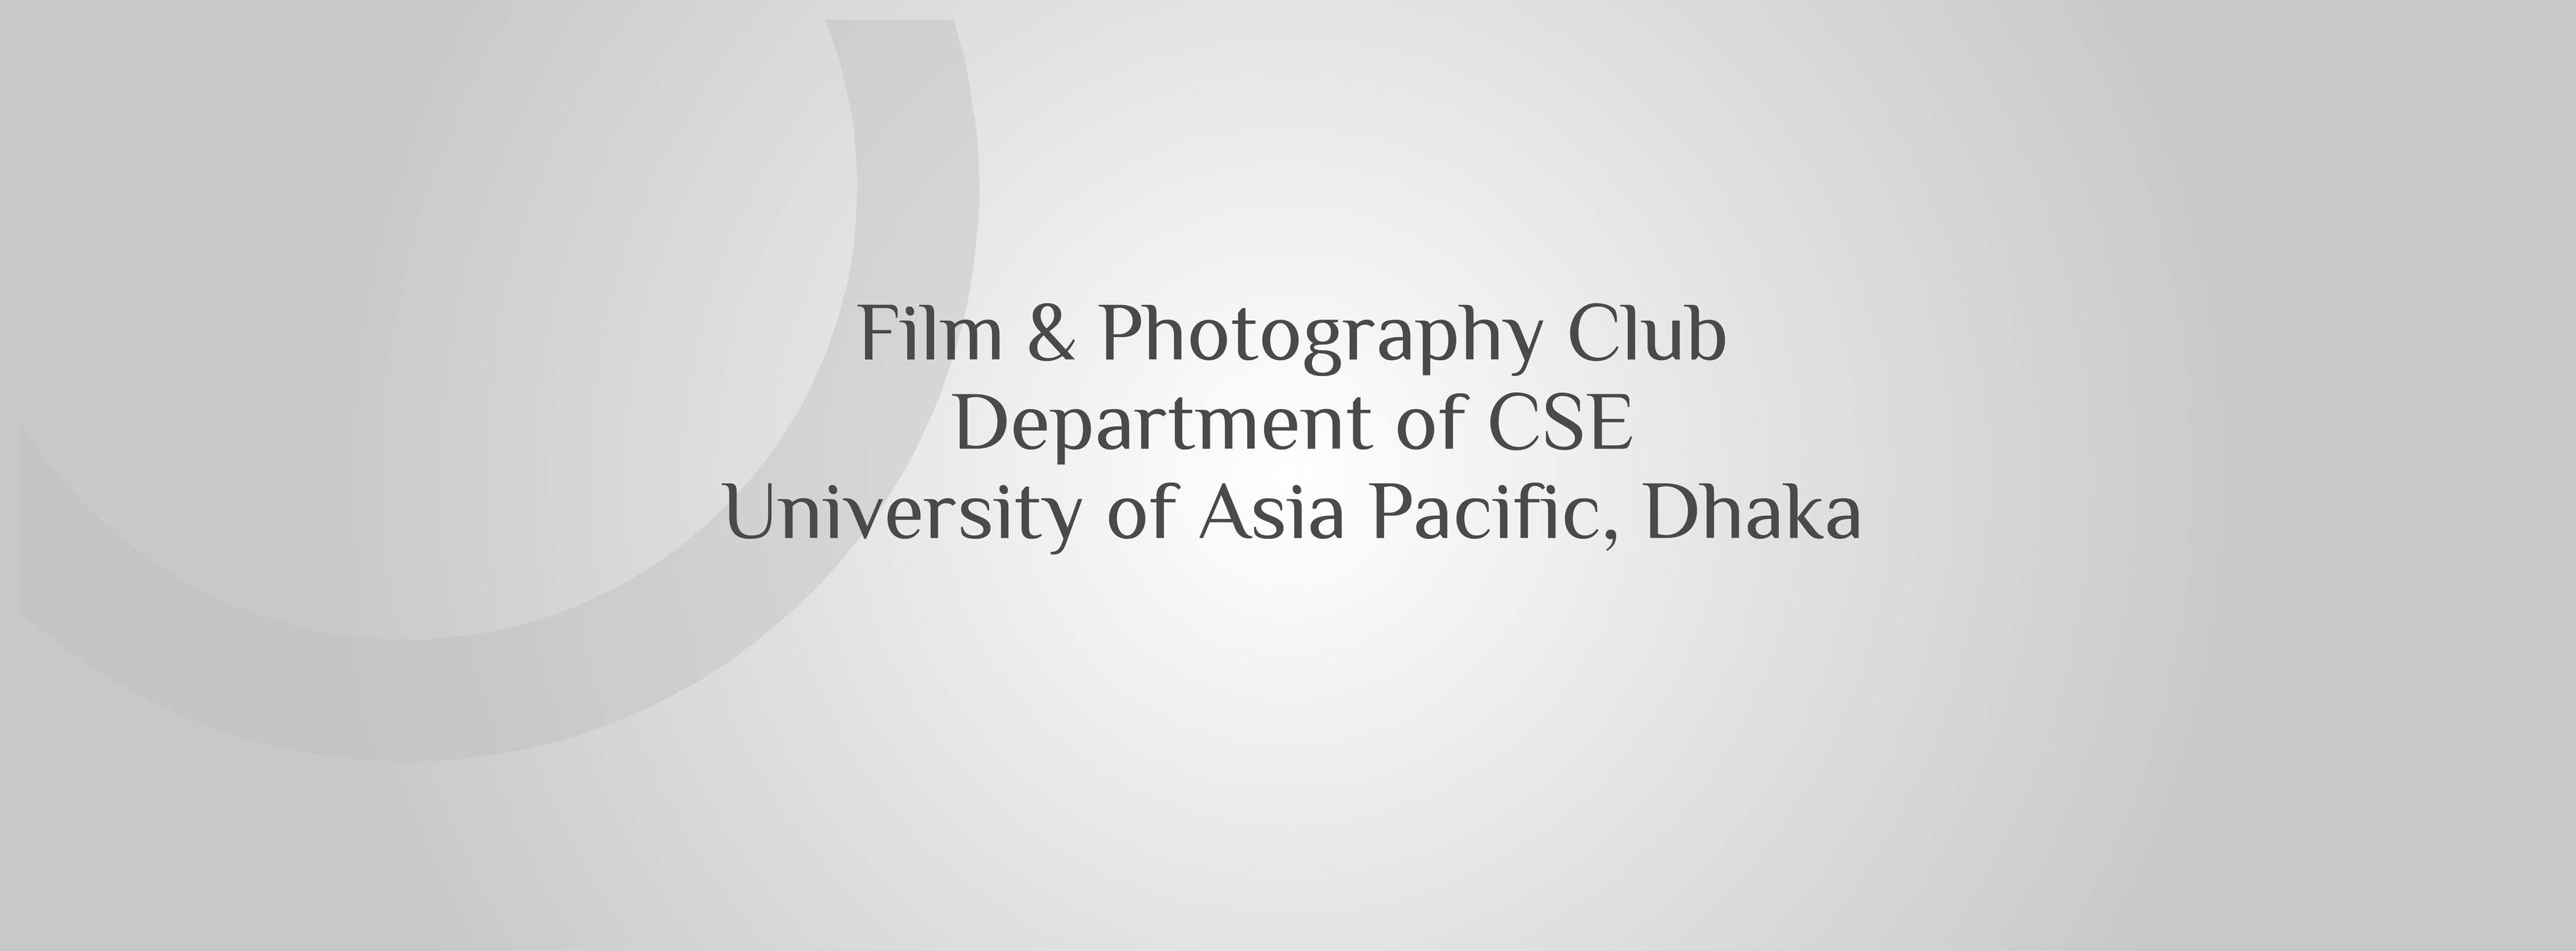 Film & Photography Club
Department of CSE
University of Asia Pacific, Dhaka